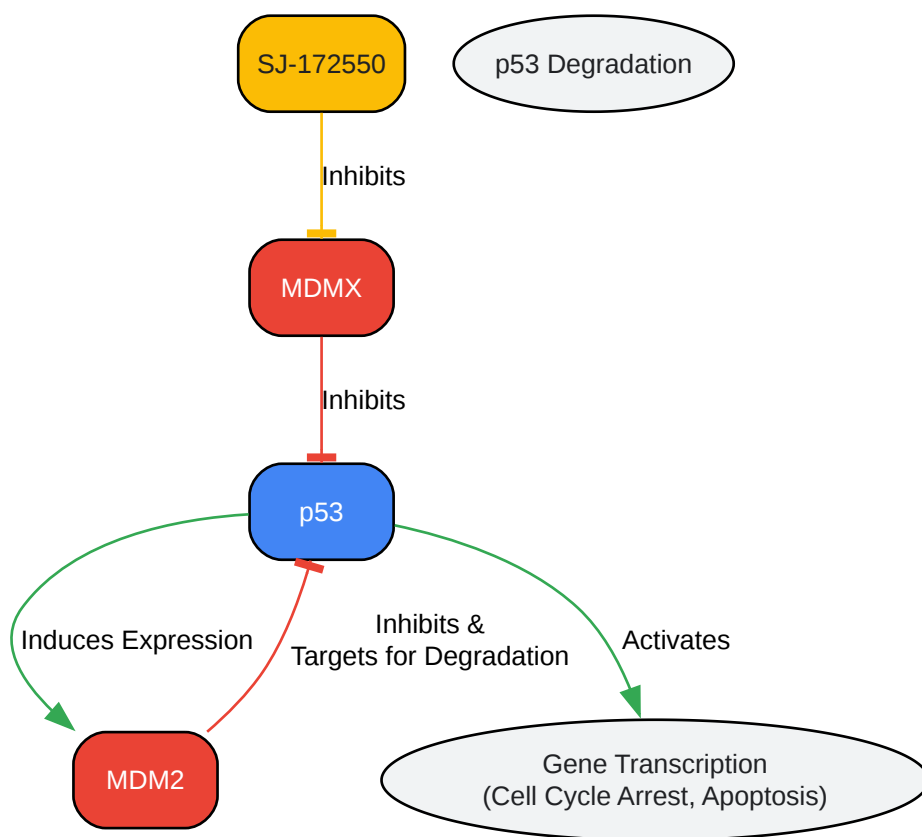 SJ-172550
p53 Degradation
Inhibits
MDMX
Inhibits
p53
Induces Expression
Inhibits &
Targets for Degradation
Activates
MDM2
Gene Transcription
(Cell Cycle Arrest, Apoptosis)